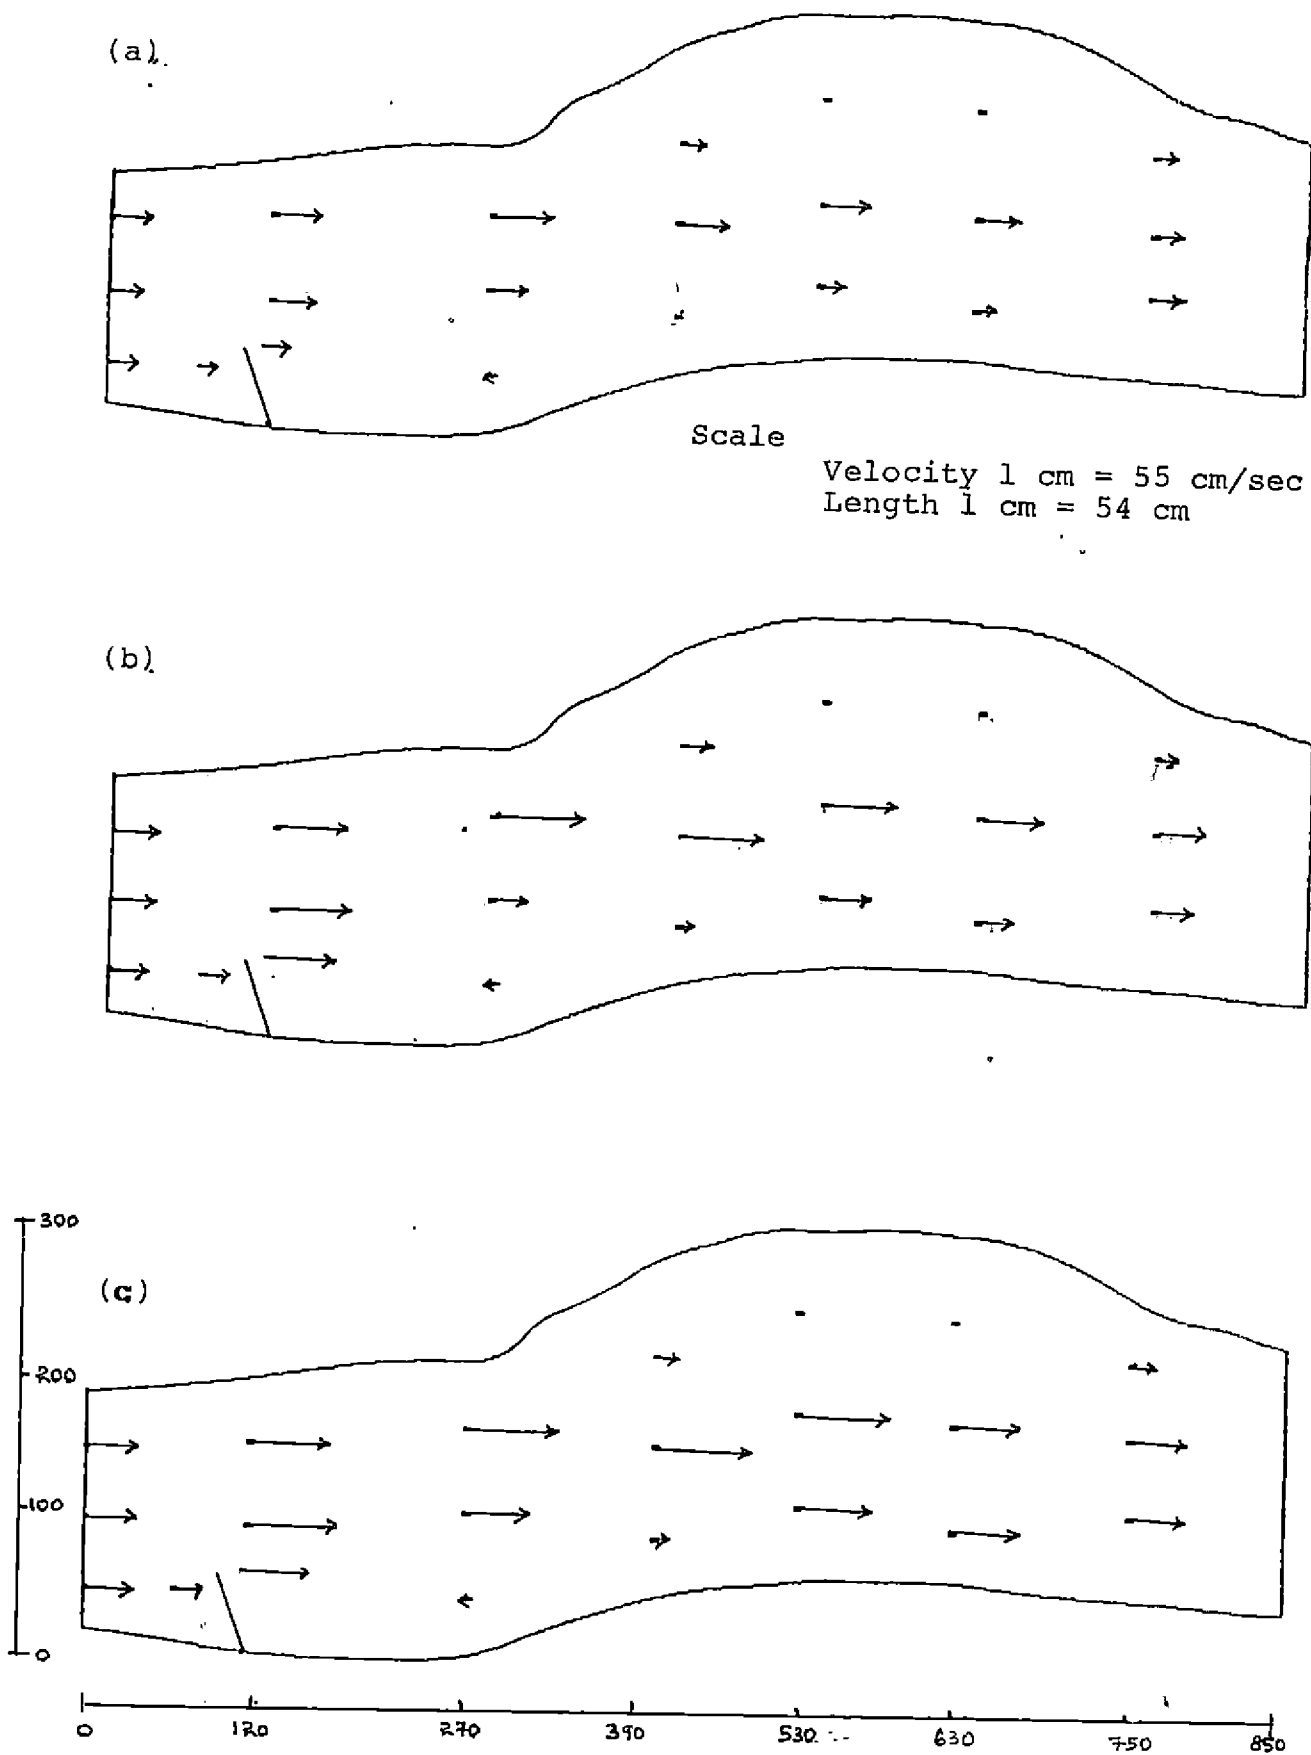 (a)
Scale
Velocity 1 cm = 55 cm/sec
Length 1 cm = 54 cm
(b)
300
(c)
200
100
0
0 120 270 390 530 630 750 850